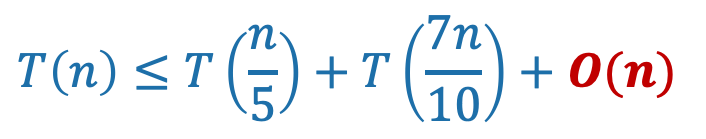 T(n) ≤ T(n/5) + T(7n/10) + O(n)